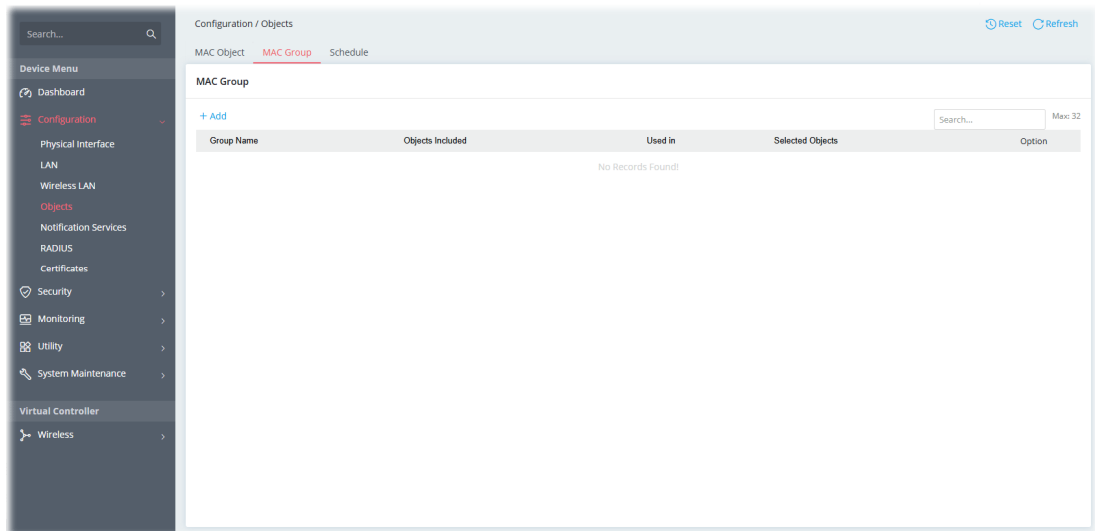 Search...
Device Menu
Dashboard
Configuration
Physical Interface
LAN
Wireless LAN
Objects
Notification Services
RADIUS
Certificates
Security
Monitoring
Utility
System Maintenance
Virtual Controller
Wireless
Configuration / Objects
Reset Refresh
MAC Object MAC Group Schedule
MAC Group
+ Add
Search... Max: 32
Group Name Objects Included Used in Selected Objects Option
No Records Found!